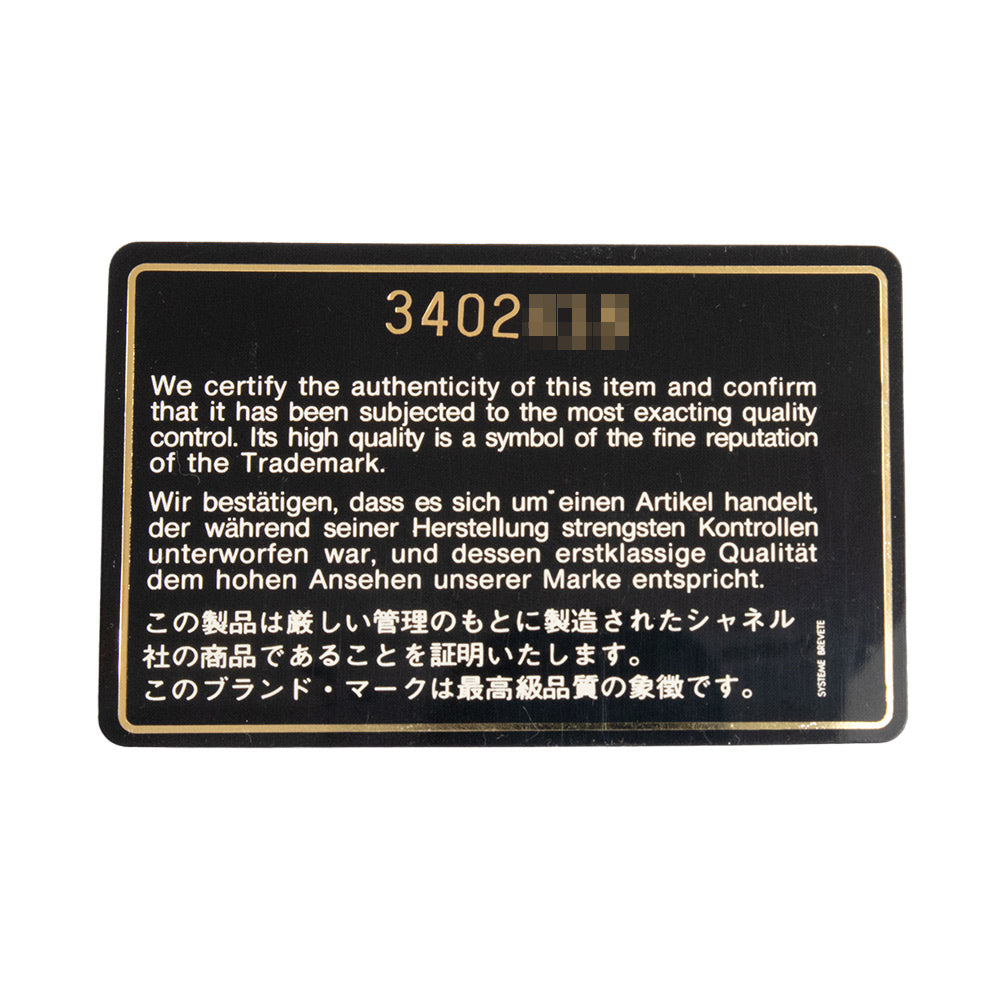 3402
We certify the authenticity of this item and confirm
that it has been subjected to the most exacting quality
control. Its high quality is a symbol of the fine reputation
of the Trademark.
Wir bestätigen, dass es sich um einen Artikel handelt,
der während seiner Herstellung strengsten Kontrollen
unterworfen war, und dessen erstklassige Qualität
dem hohen Ansehen unserer Marke entspricht.
この製品は厳しい管理のもとに製造されたシャネル
社の商品であることを証明いたします。
このブランド・マークは最高級品質の象徴です。
SYSTEME BREVETE